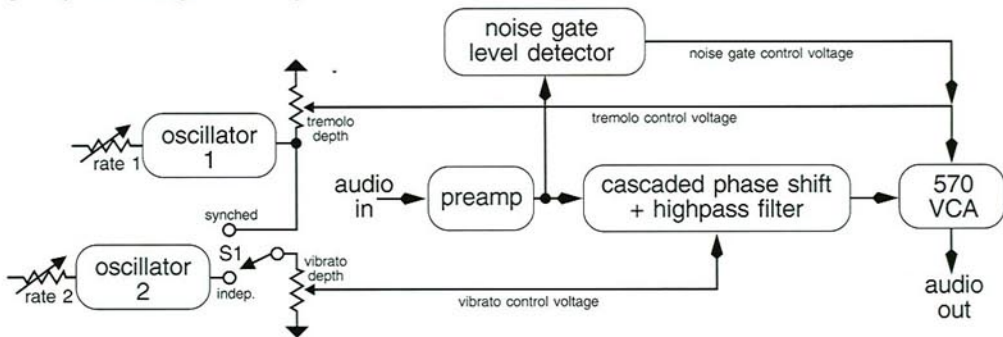 noise gate
level detector
noise gate control voltage
tremolo
depth
tremolo control voltage
rate 1
oscillator
1
audio
in
preamp
cascaded phase shift
+ highpass filter
570
VCA
synched
S1
indep.
rate 2
oscillator
2
vibrato
depth
vibrato control voltage
audio
out